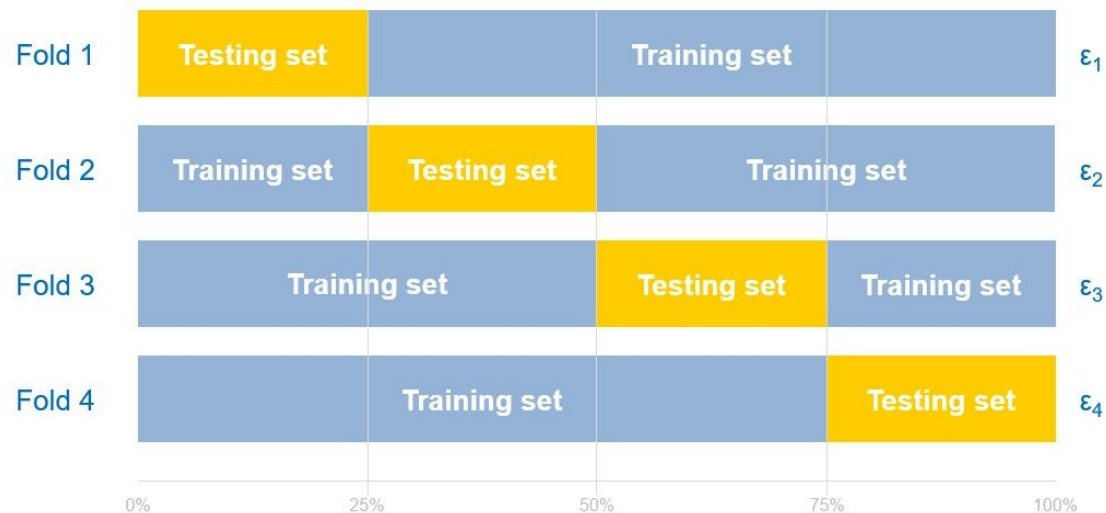 Fold 1 Testing set Training set ε₁
Fold 2 Training set Testing set Training set ε₂
Fold 3 Training set Testing set Training set ε₃
Fold 4 Training set Testing set ε₄
0% 25% 50% 75% 100%